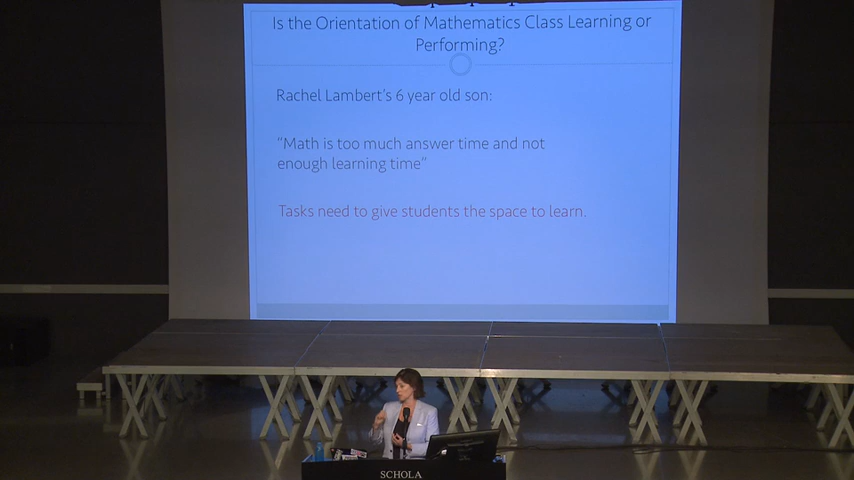 Is the Orientation of Mathematics Class Learning or
Performing?
Rachel Lambert's 6 year old son:
"Math is too much answer time and not
enough learning time"
Tasks need to give students the space to learn.
SCHOLA